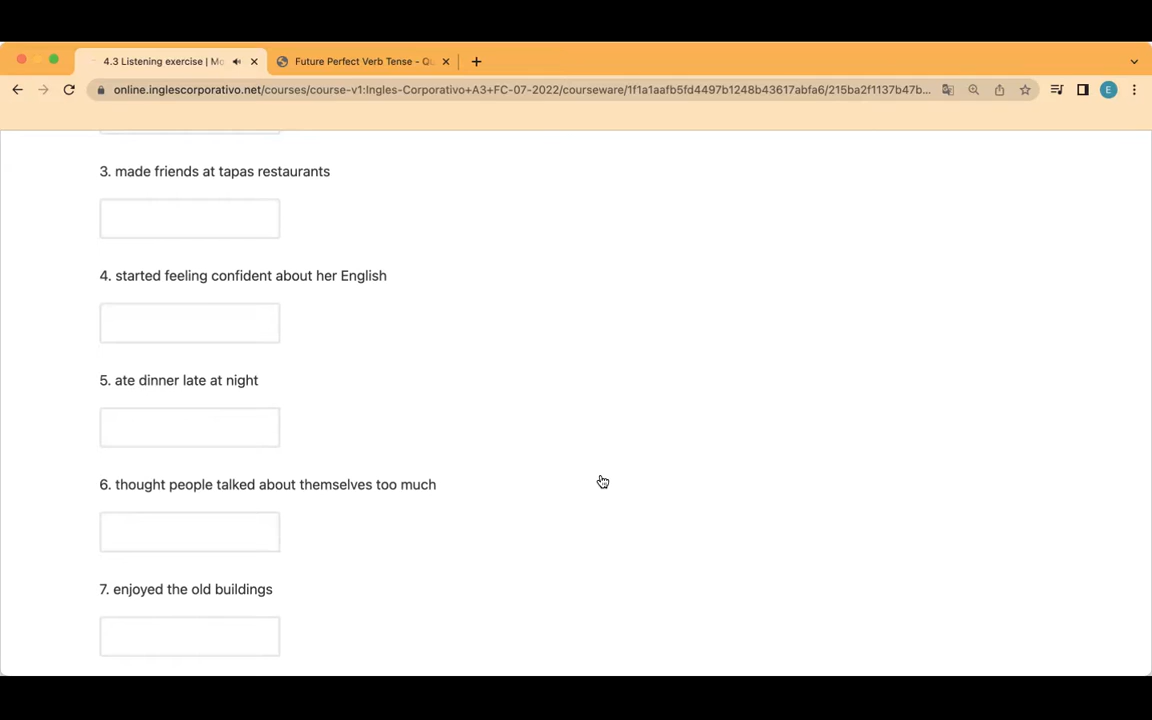 4.3 Listening exercise | Mo
Future Perfect Verb Tense - Qu
online.inglescorporativo.net/courses/course-v1:Ingles-Corporativo+A3+FC-07-2022/courseware/1f1a1aafb5fd4497b1248b43617abfa6/215ba2f1137b47b...
E
3. made friends at tapas restaurants
4. started feeling confident about her English
5. ate dinner late at night
6. thought people talked about themselves too much
7. enjoyed the old buildings